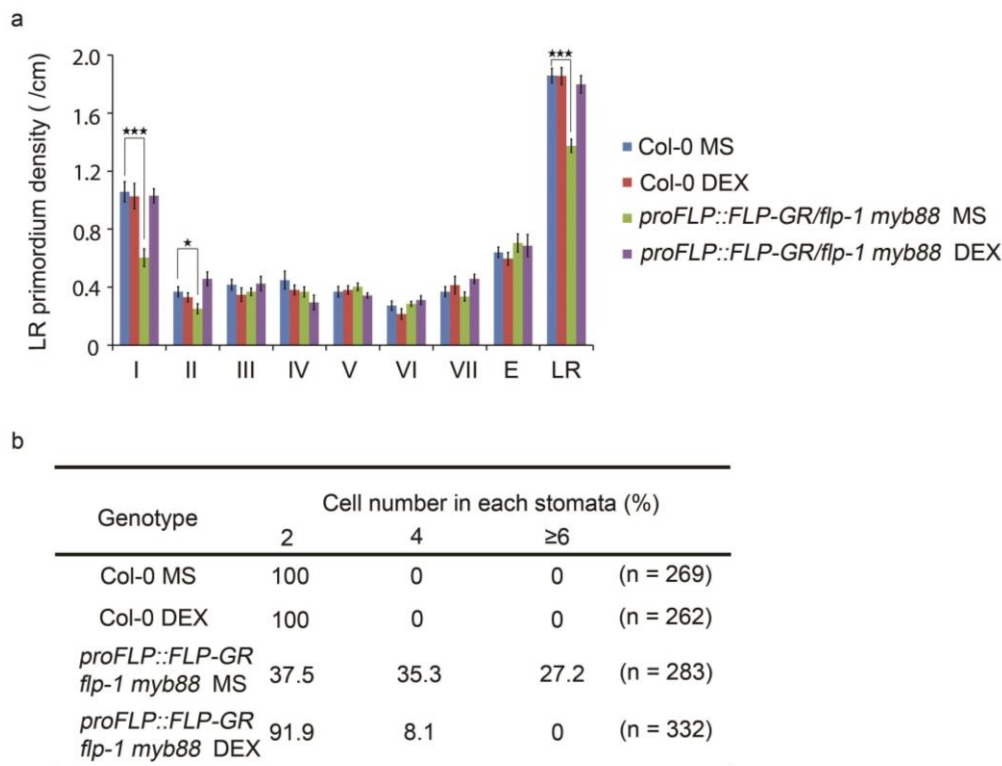 a
LR primordium density ( /cm)
2.0
1.6
1.2
0.8
0.4
0
★★★
★
★★★
I II III IV V VI VII E LR
Col-0 MS
Col-0 DEX
proFLP::FLP-GR/flp-1 myb88 MS
proFLP::FLP-GR/flp-1 myb88 DEX
b
Genotype
Cell number in each stomata (%)
2 4 ≥6
Col-0 MS 100 0 0 (n = 269)
Col-0 DEX 100 0 0 (n = 262)
proFLP::FLP-GR
flp-1 myb88 MS 37.5 35.3 27.2 (n = 283)
proFLP::FLP-GR
flp-1 myb88 DEX 91.9 8.1 0 (n = 332)